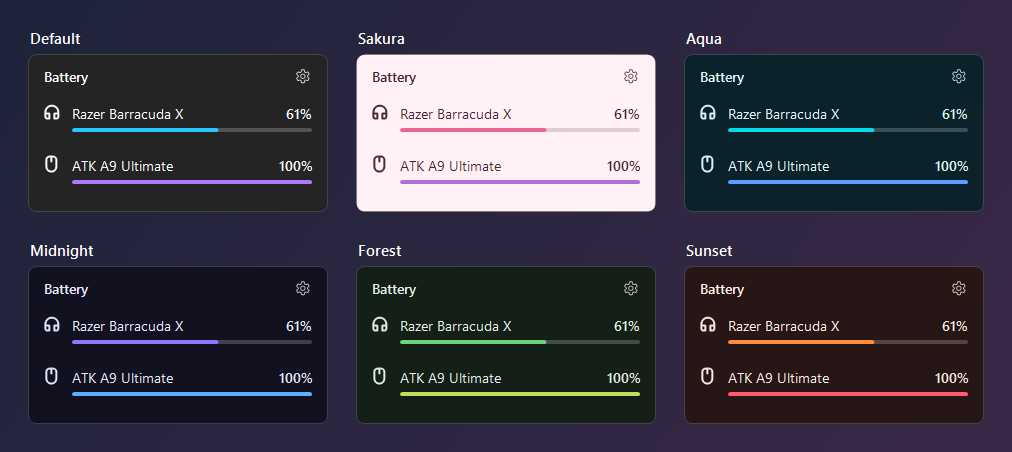 Default
Battery
Razer Barracuda X 61%
ATK A9 Ultimate 100%
Sakura
Battery
Razer Barracuda X 61%
ATK A9 Ultimate 100%
Aqua
Battery
Razer Barracuda X 61%
ATK A9 Ultimate 100%
Midnight
Battery
Razer Barracuda X 61%
ATK A9 Ultimate 100%
Forest
Battery
Razer Barracuda X 61%
ATK A9 Ultimate 100%
Sunset
Battery
Razer Barracuda X 61%
ATK A9 Ultimate 100%